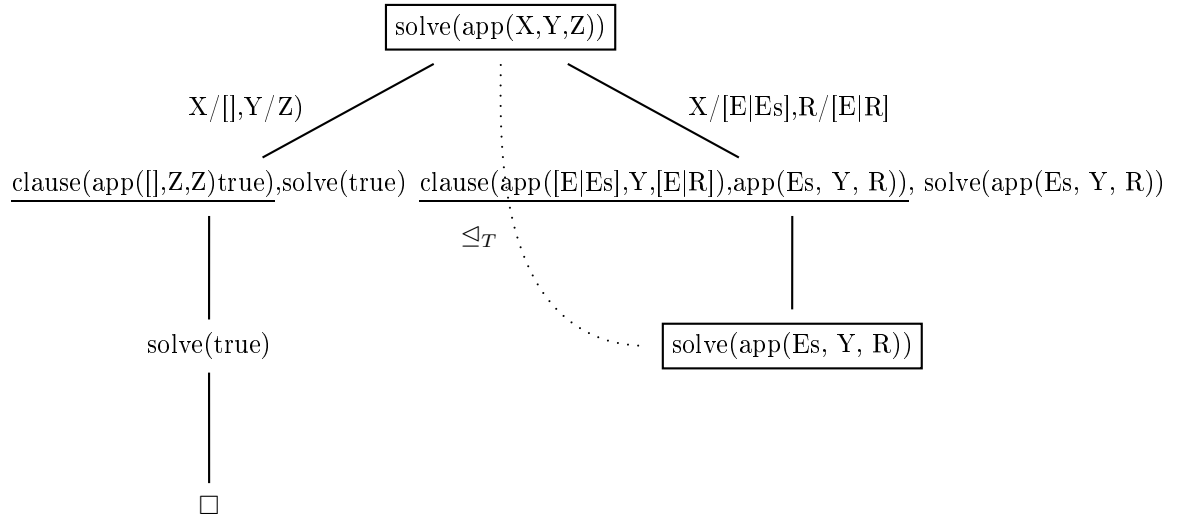 solve(app(X,Y,Z))
X/[],Y/Z)
X/[E|Es],R/[E|R]
clause(app([],Z,Z)true),solve(true)
clause(app([E|Es],Y,[E|R]),app(Es, Y, R)), solve(app(Es, Y, R))
⊴T
solve(true)
solve(app(Es, Y, R))
□